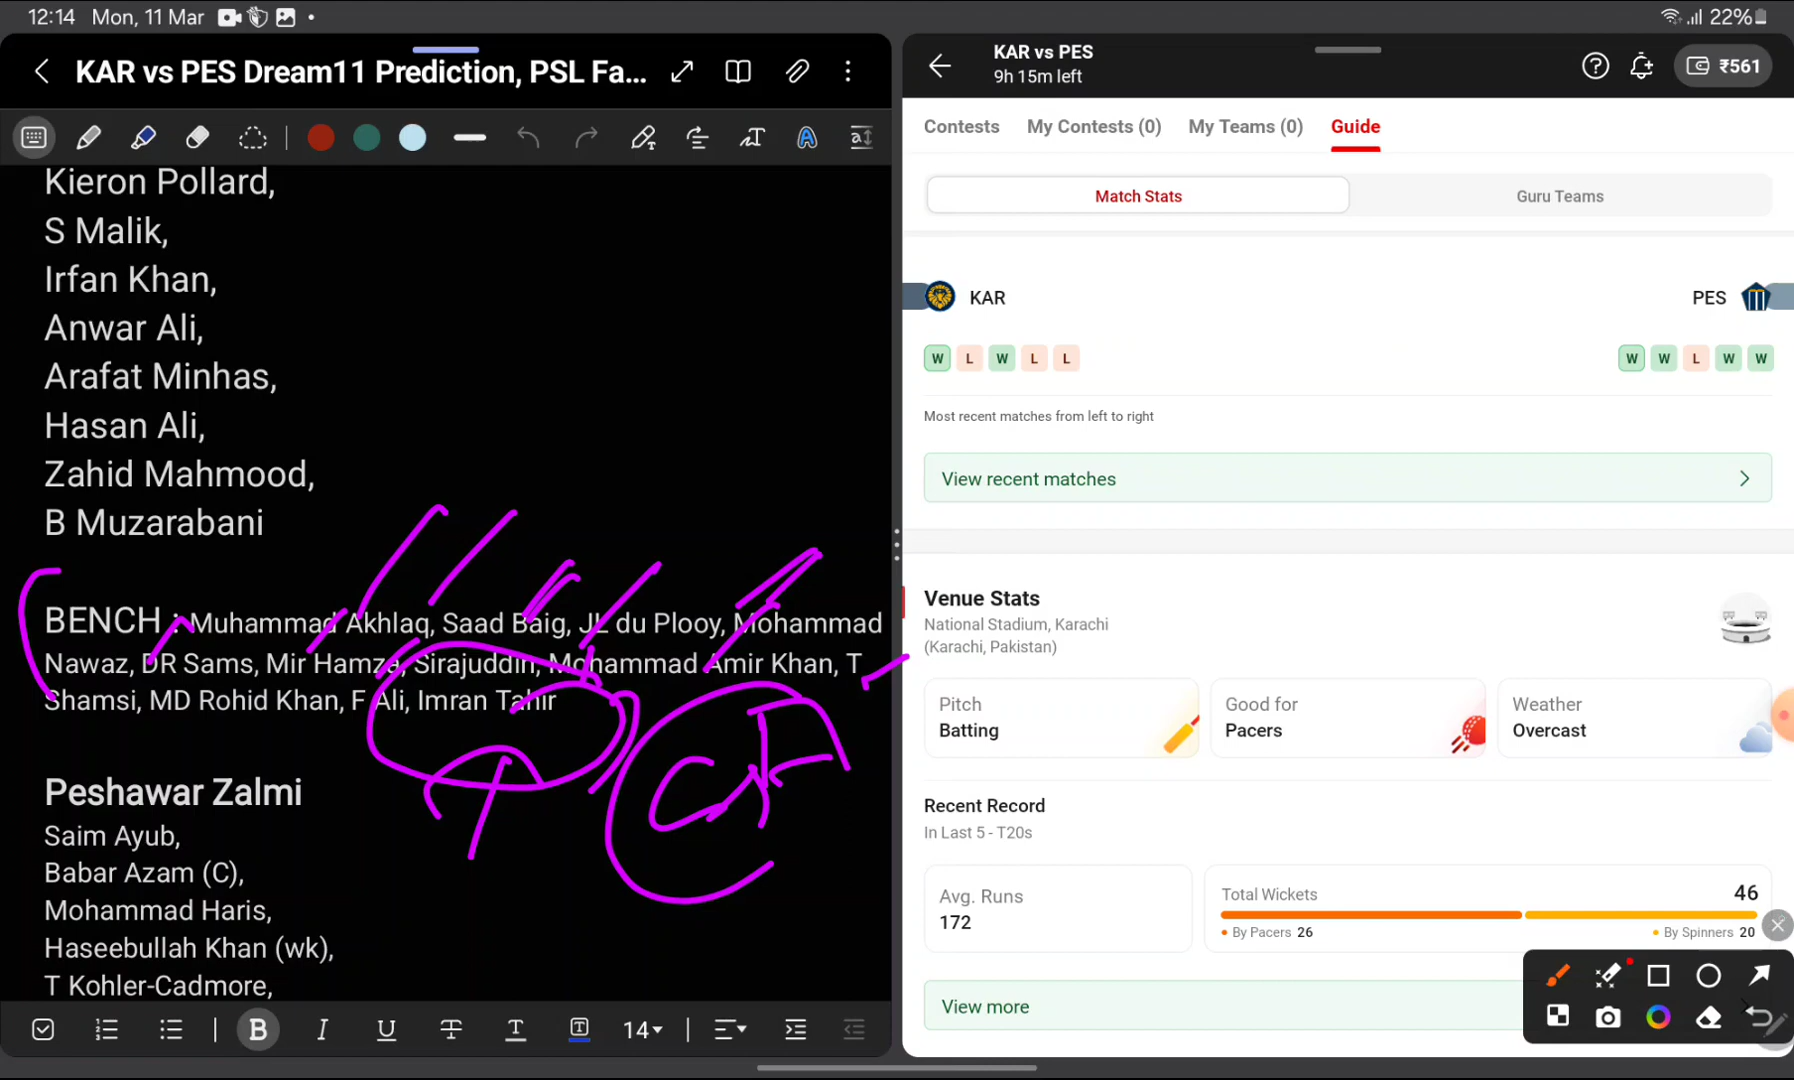 12:14 Mon, 11 Mar
22%
KAR vs PES Dream11 Prediction, PSL Fa...
Kieron Pollard,
S Malik,
Irfan Khan,
Anwar Ali,
Arafat Minhas,
Hasan Ali,
Zahid Mahmood,
B Muzarabani
BENCH : Muhammad Akhlaq, Saad Baig, JL du Plooy, Mohammad
Nawaz, DR Sams, Mir Hamza, Sirajuddin, Mohammad Amir Khan, T
Shamsi, MD Rohid Khan, F Ali, Imran Tahir
Peshawar Zalmi
Saim Ayub,
Babar Azam (C),
Mohammad Haris,
Haseebullah Khan (wk),
T Kohler-Cadmore,
B I U T T T 14
KAR vs PES
9h 15m left
₹561
Contests My Contests (0) My Teams (0) Guide
Match Stats Guru Teams
KAR PES
W L W L L W W L W W
Most recent matches from left to right
View recent matches
Venue Stats
National Stadium, Karachi
(Karachi, Pakistan)
Pitch Good for Weather
Batting Pacers Overcast
Recent Record
In Last 5 - T20s
Avg. Runs
172
Total Wickets 46
By Pacers 26 By Spinners 20
View more